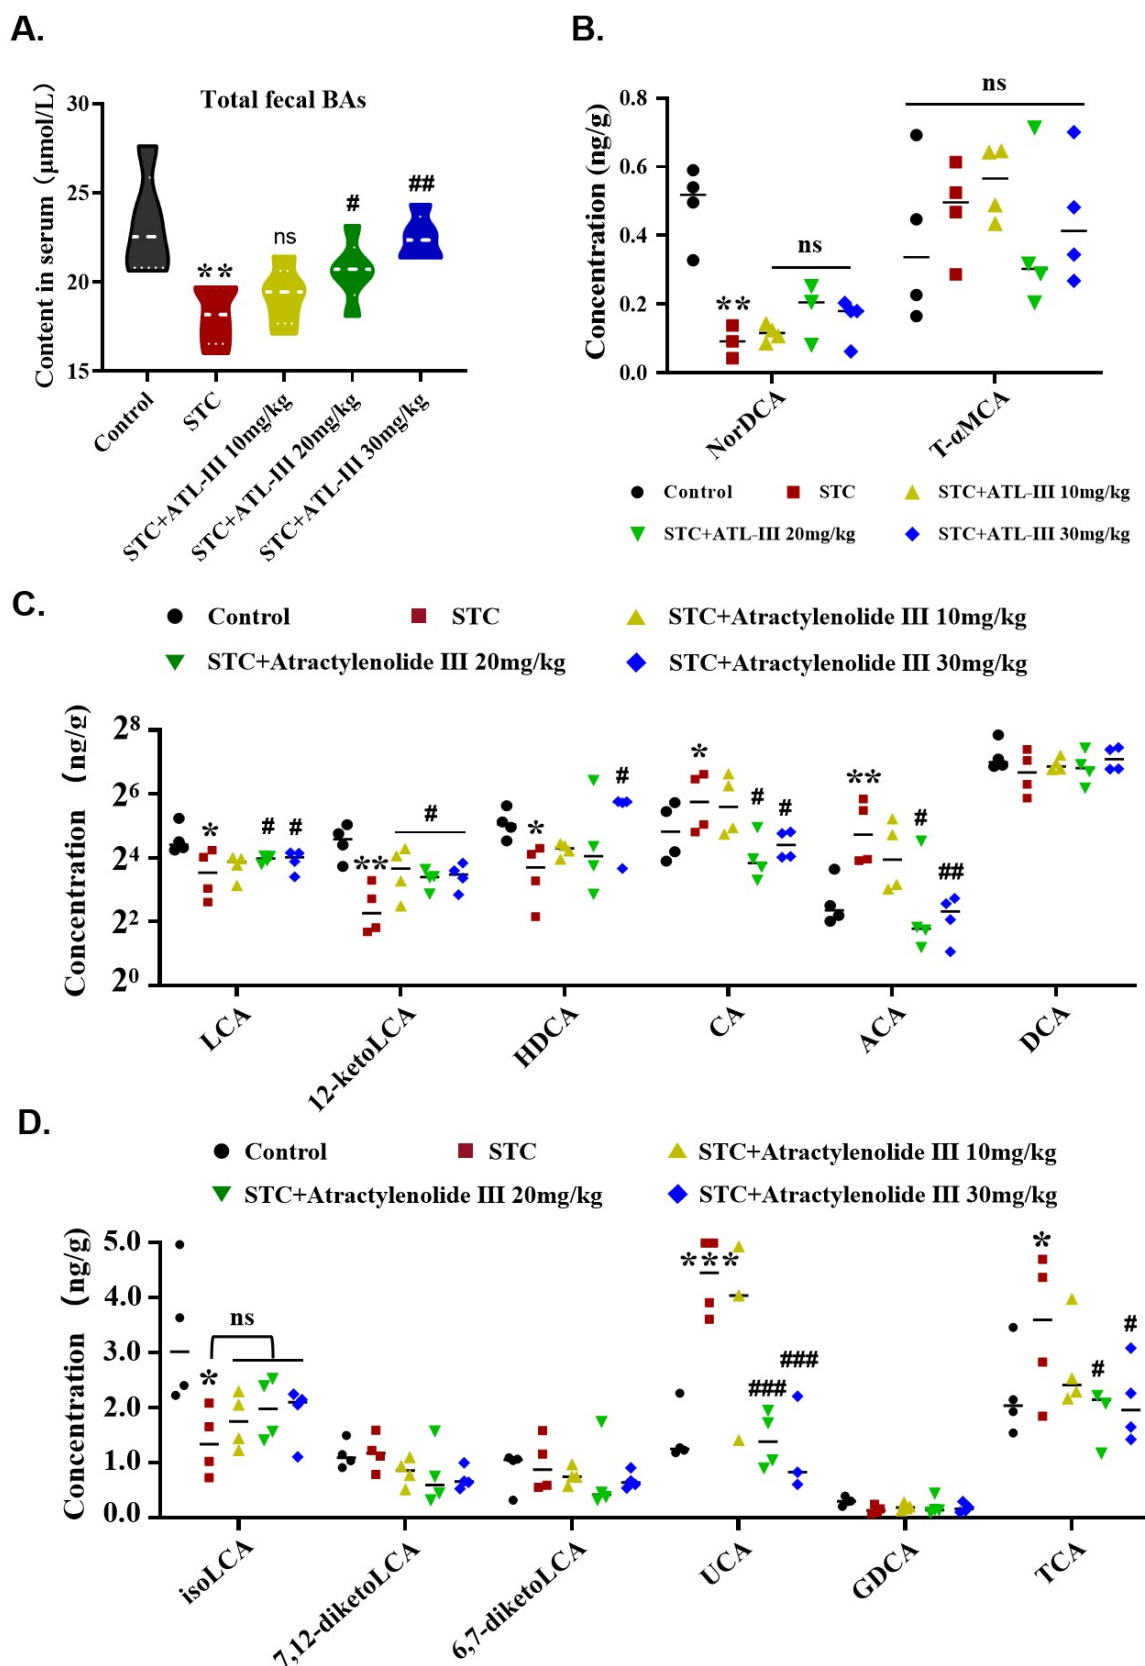 A.
B.
Total fecal BAs
Content in serum (μmol/L)
30
25
20
15
**
ns
#
##
Control
STC
STC+ATL-III 10mg/kg
STC+ATL-III 20mg/kg
STC+ATL-III 30mg/kg
Concentration (ng/g)
0.8
0.6
0.4
0.2
0.0
**
ns
ns
NorDCA
T-αMCA
Control
STC
STC+ATL-III 10mg/kg
STC+ATL-III 20mg/kg
STC+ATL-III 30mg/kg
C.
Control
STC
STC+Atractylenolide III 10mg/kg
STC+Atractylenolide III 20mg/kg
STC+Atractylenolide III 30mg/kg
Concentration (ng/g)
2⁸
2⁶
2⁴
2²
2⁰
*
#
#
**
#
*
#
*
#
#
**
#
##
LCA
12-ketoLCA
HDCA
CA
ACA
DCA
D.
Control
STC
STC+Atractylenolide III 10mg/kg
STC+Atractylenolide III 20mg/kg
STC+Atractylenolide III 30mg/kg
Concentration (ng/g)
5.0
4.0
3.0
2.0
1.0
0.0
ns
*
***
###
###
*
#
#
isoLCA
7,12-diketoLCA
6,7-diketoLCA
UCA
GDCA
TCA